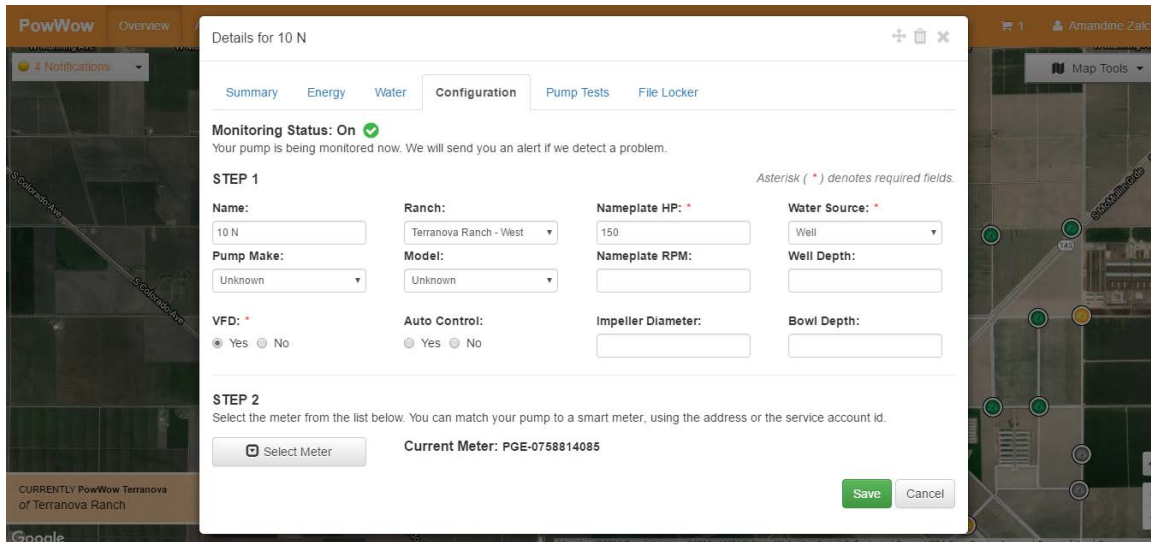 PowWow Overview
1 Amandine Zalc
4 Notifications
Map Tools
Details for 10 N
Summary Energy Water Configuration Pump Tests File Locker
Monitoring Status: On
Your pump is being monitored now. We will send you an alert if we detect a problem.
STEP 1
Asterisk ( * ) denotes required fields.
Name: Ranch: Nameplate HP: * Water Source: *
10 N Terranova Ranch - West 150 Well
Pump Make: Model: Nameplate RPM: Well Depth:
Unknown Unknown
VFD: * Auto Control: Impeller Diameter: Bowl Depth:
Yes No Yes No
STEP 2
Select the meter from the list below. You can match your pump to a smart meter, using the address or the service account id.
Select Meter Current Meter: PGE-0758814085
Save Cancel
CURRENTLY PowWow Terranova
of Terranova Ranch
Google
S Colorado Ave
S Colorado Ave
S McMullin Grde
145